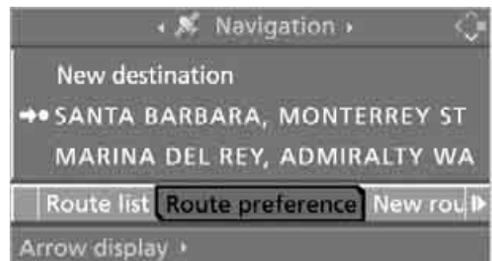 Navigation
New destination
SANTA BARBARA, MONTERREY ST
MARINA DEL REY, ADMIRALTY WA
Route list Route preference New rou
Arrow display